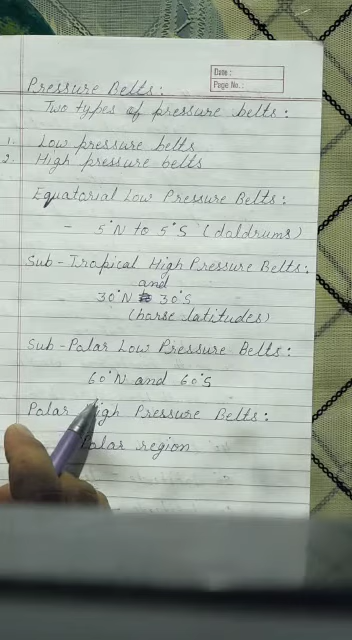 Date :
Page No. :
Pressure Belts:
Two types of pressure belts:
1. Low pressure belts
2. High pressure belts
Equatorial Low Pressure Belts:
- 5°N to 5°S (daldrums)
Sub-Tropical High Pressure Belts:
and
30°N 30°S
(horse latitudes)
Sub-Polar Low Pressure Belts:
60°N and 60°S
Polar High Pressure Belts:
Polar region